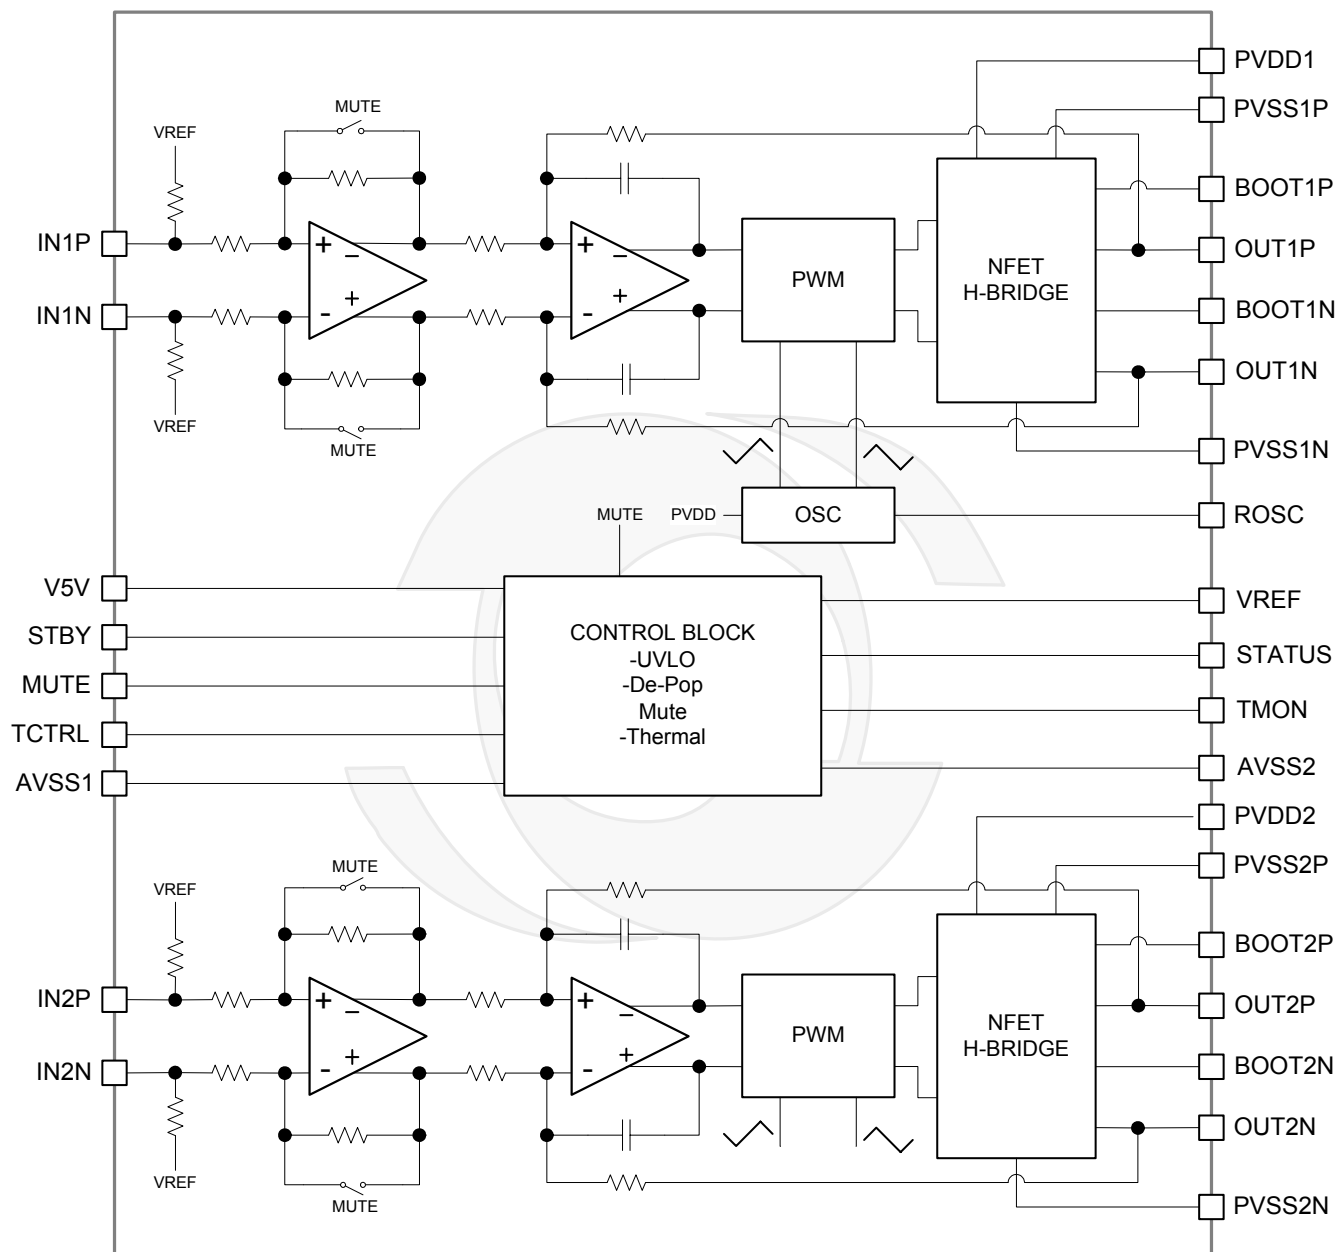 PVDD1
MUTE
PVSS1P
VREF
BOOT1P
IN1P
+
−
+
−
PWM
NFET
H-BRIDGE
OUT1P
IN1N
-
+
-
+
BOOT1N
OUT1N
VREF
MUTE
PVSS1N
MUTE
PVDD
OSC
ROSC
V5V
VREF
STBY
CONTROL BLOCK
-UVLO
-De-Pop
Mute
-Thermal
STATUS
MUTE
TMON
TCTRL
AVSS2
AVSS1
PVDD2
MUTE
PVSS2P
VREF
BOOT2P
IN2P
+
−
+
−
PWM
NFET
H-BRIDGE
OUT2P
IN2N
-
+
-
+
BOOT2N
OUT2N
VREF
MUTE
PVSS2N